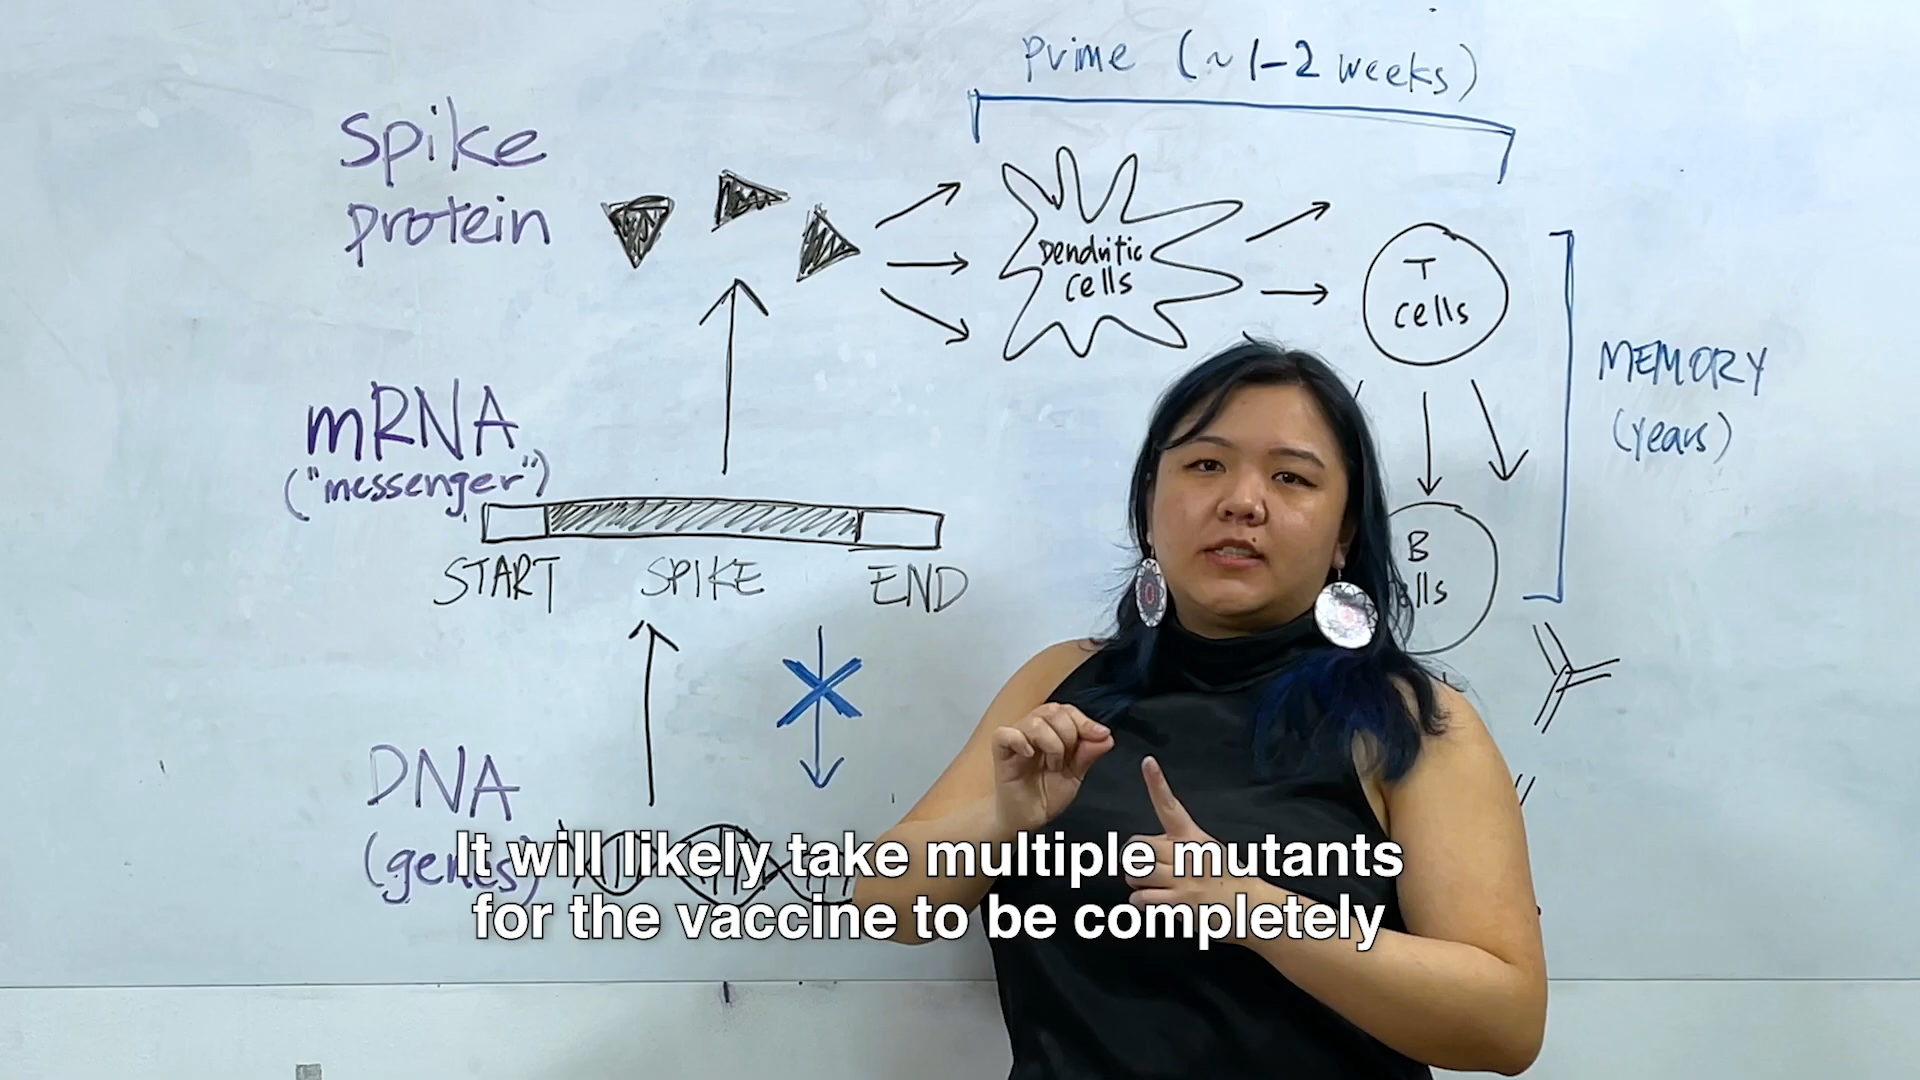 prime (~1-2 weeks)
spike
protein
Dendritic
cells
T
cells
MEMORY
(years)
mRNA
("messenger")
START SPIKE END
B
cells
DNA
(genes)
It will likely take multiple mutants
for the vaccine to be completely